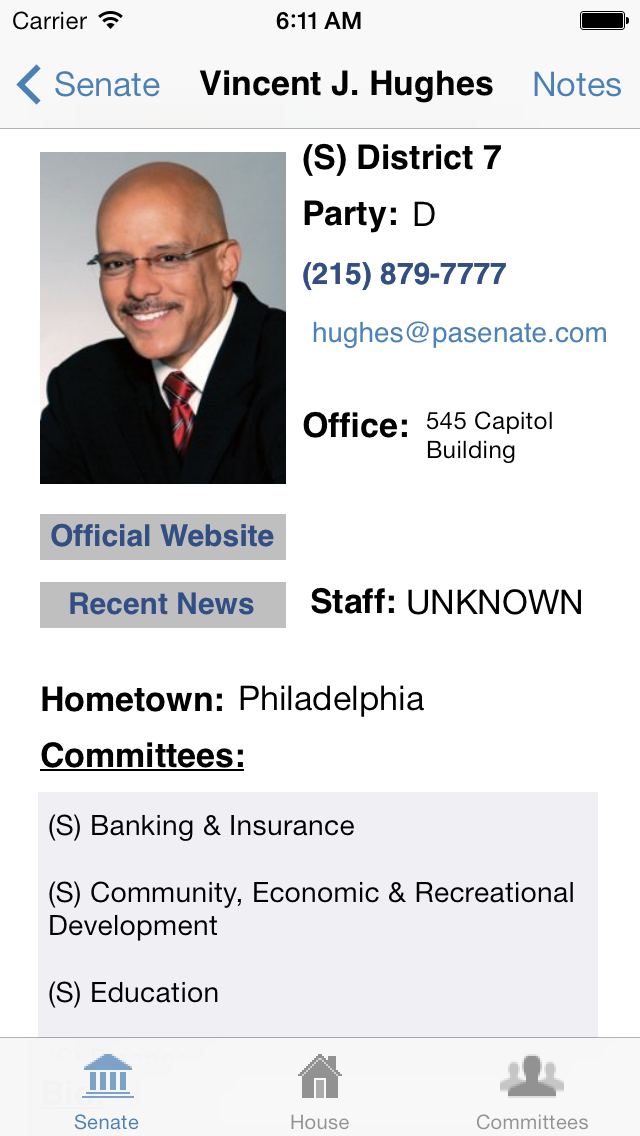 Carrier 6:11 AM
Senate Vincent J. Hughes Notes
(S) District 7
Party: D
(215) 879-7777
hughes@pasenate.com
Office: 545 Capitol
Building
Official Website
Recent News Staff: UNKNOWN
Hometown: Philadelphia
Committees:
(S) Banking & Insurance
(S) Community, Economic & Recreational
Development
(S) Education
Senate House Committees